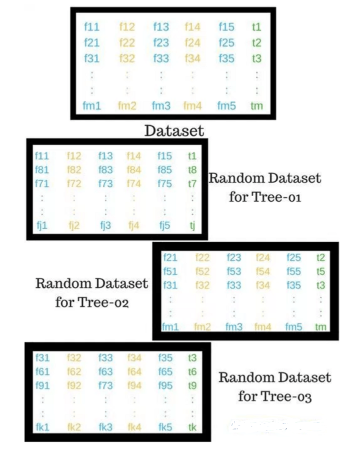 f11 f12 f13 f14 f15 t1
f21 f22 f23 f24 f25 t2
f31 f32 f33 f34 f35 t3
: : : : : :
: : : : : :
fm1 fm2 fm3 fm4 fm5 tm
Dataset
f11 f12 f13 f14 f15 t1
f81 f82 f83 f84 f85 t8
f71 f72 f73 f74 f75 t7
: : : : : :
: : : : : :
fj1 fj2 fj3 fj4 fj5 tj
Random Dataset
for Tree-01
f21 f22 f23 f24 f25 t2
f51 f52 f53 f54 f55 t5
f31 f32 f33 f34 f35 t3
: : : : : :
: : : : : :
fm1 fm2 fm3 fm4 fm5 tm
Random Dataset
for Tree-02
f31 f32 f33 f34 f35 t3
f61 f62 f63 f64 f65 t6
f91 f92 f73 f94 f95 t9
: : : : : :
: : : : : :
fk1 fk2 fk3 fk4 fk5 tk
Random Dataset
for Tree-03